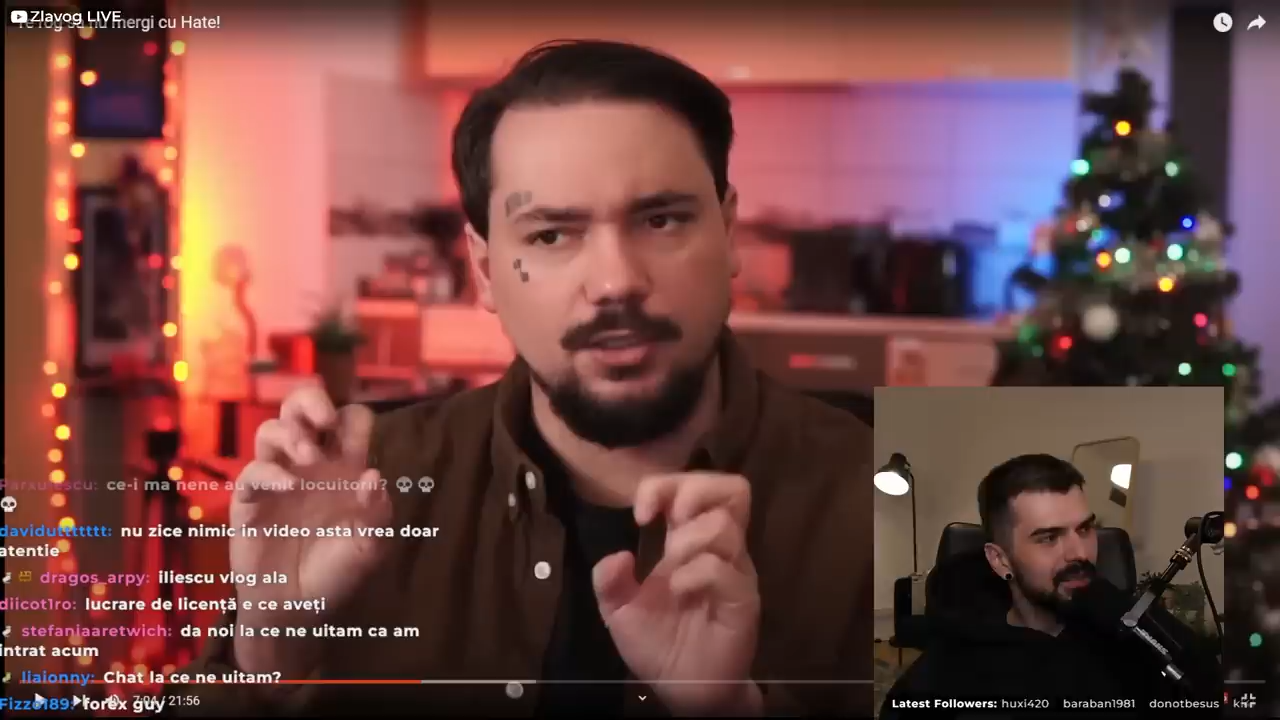 Zlavog LIVE
Te rog să nu mergi cu Hate!
Parxulescu: ce-i ma nene au venit locuitorii? 💀💀
💀
daviduttttttt: nu zice nimic in video asta vrea doar
atentie
dragos_arpy: iliescu vlog ala
diicot1ro: lucrare de licență e ce aveți
stefaniaaretwich: da noi la ce ne uitam ca am
intrat acum
liaionny: Chat la ce ne uitam?
Fizzo189: forex guy
7:04 / 21:56
Latest Followers: huxi420 baraban1981 donotbesus